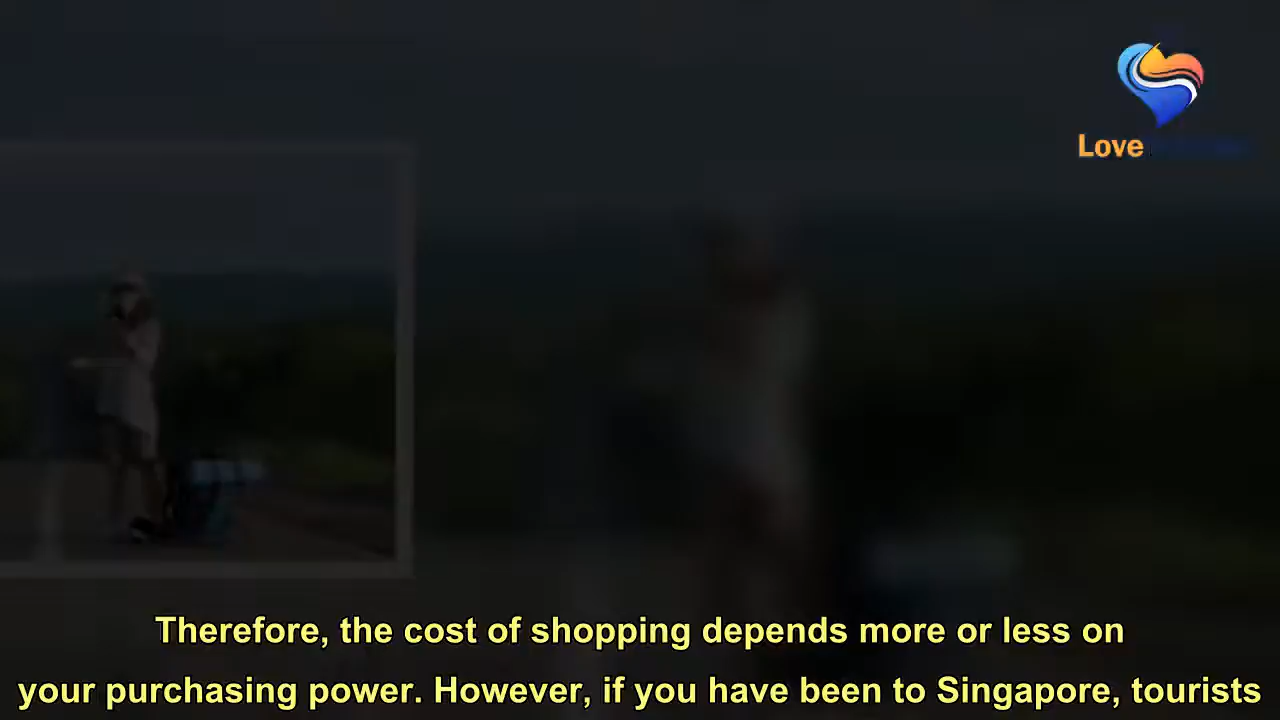 Love
Therefore, the cost of shopping depends more or less on
your purchasing power. However, if you have been to Singapore, tourists